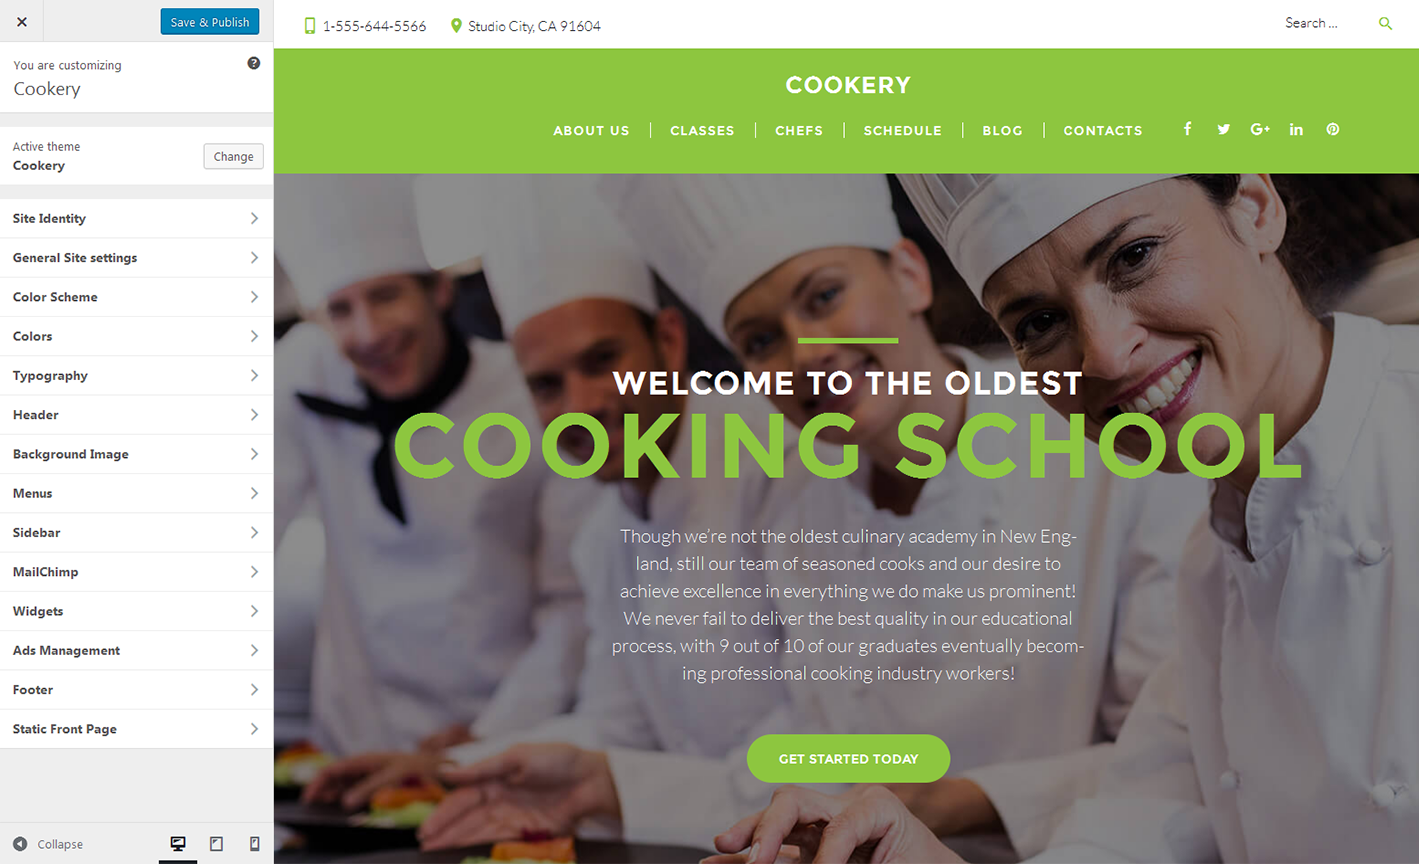 Save & Publish
You are customizing
Cookery
Active theme
Cookery
Change
Site Identity
General Site settings
Color Scheme
Colors
Typography
Header
Background Image
Menus
Sidebar
MailChimp
Widgets
Ads Management
Footer
Static Front Page
Collapse
1-555-644-5566 Studio City, CA 91604 Search ...
COOKERY
ABOUT US CLASSES CHEFS SCHEDULE BLOG CONTACTS
WELCOME TO THE OLDEST
COOKING SCHOOL
Though we’re not the oldest culinary academy in New Eng-
land, still our team of seasoned cooks and our desire to
achieve excellence in everything we do make us prominent!
We never fail to deliver the best quality in our educational
process, with 9 out of 10 of our graduates eventually becom-
ing professional cooking industry workers!
GET STARTED TODAY